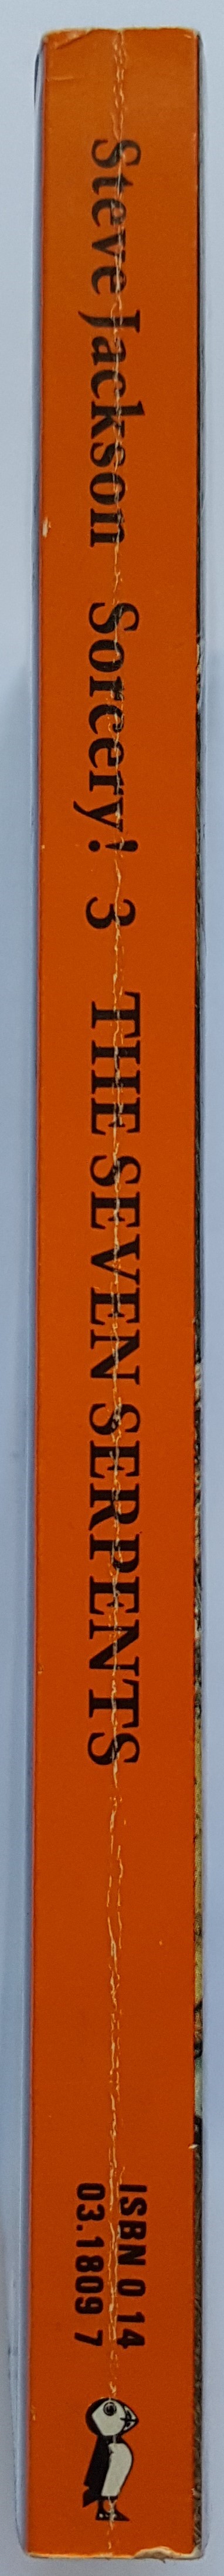 Steve Jackson Sorcery! 3 THE SEVEN SERPENTS
ISBN 0 14
03.1809 7